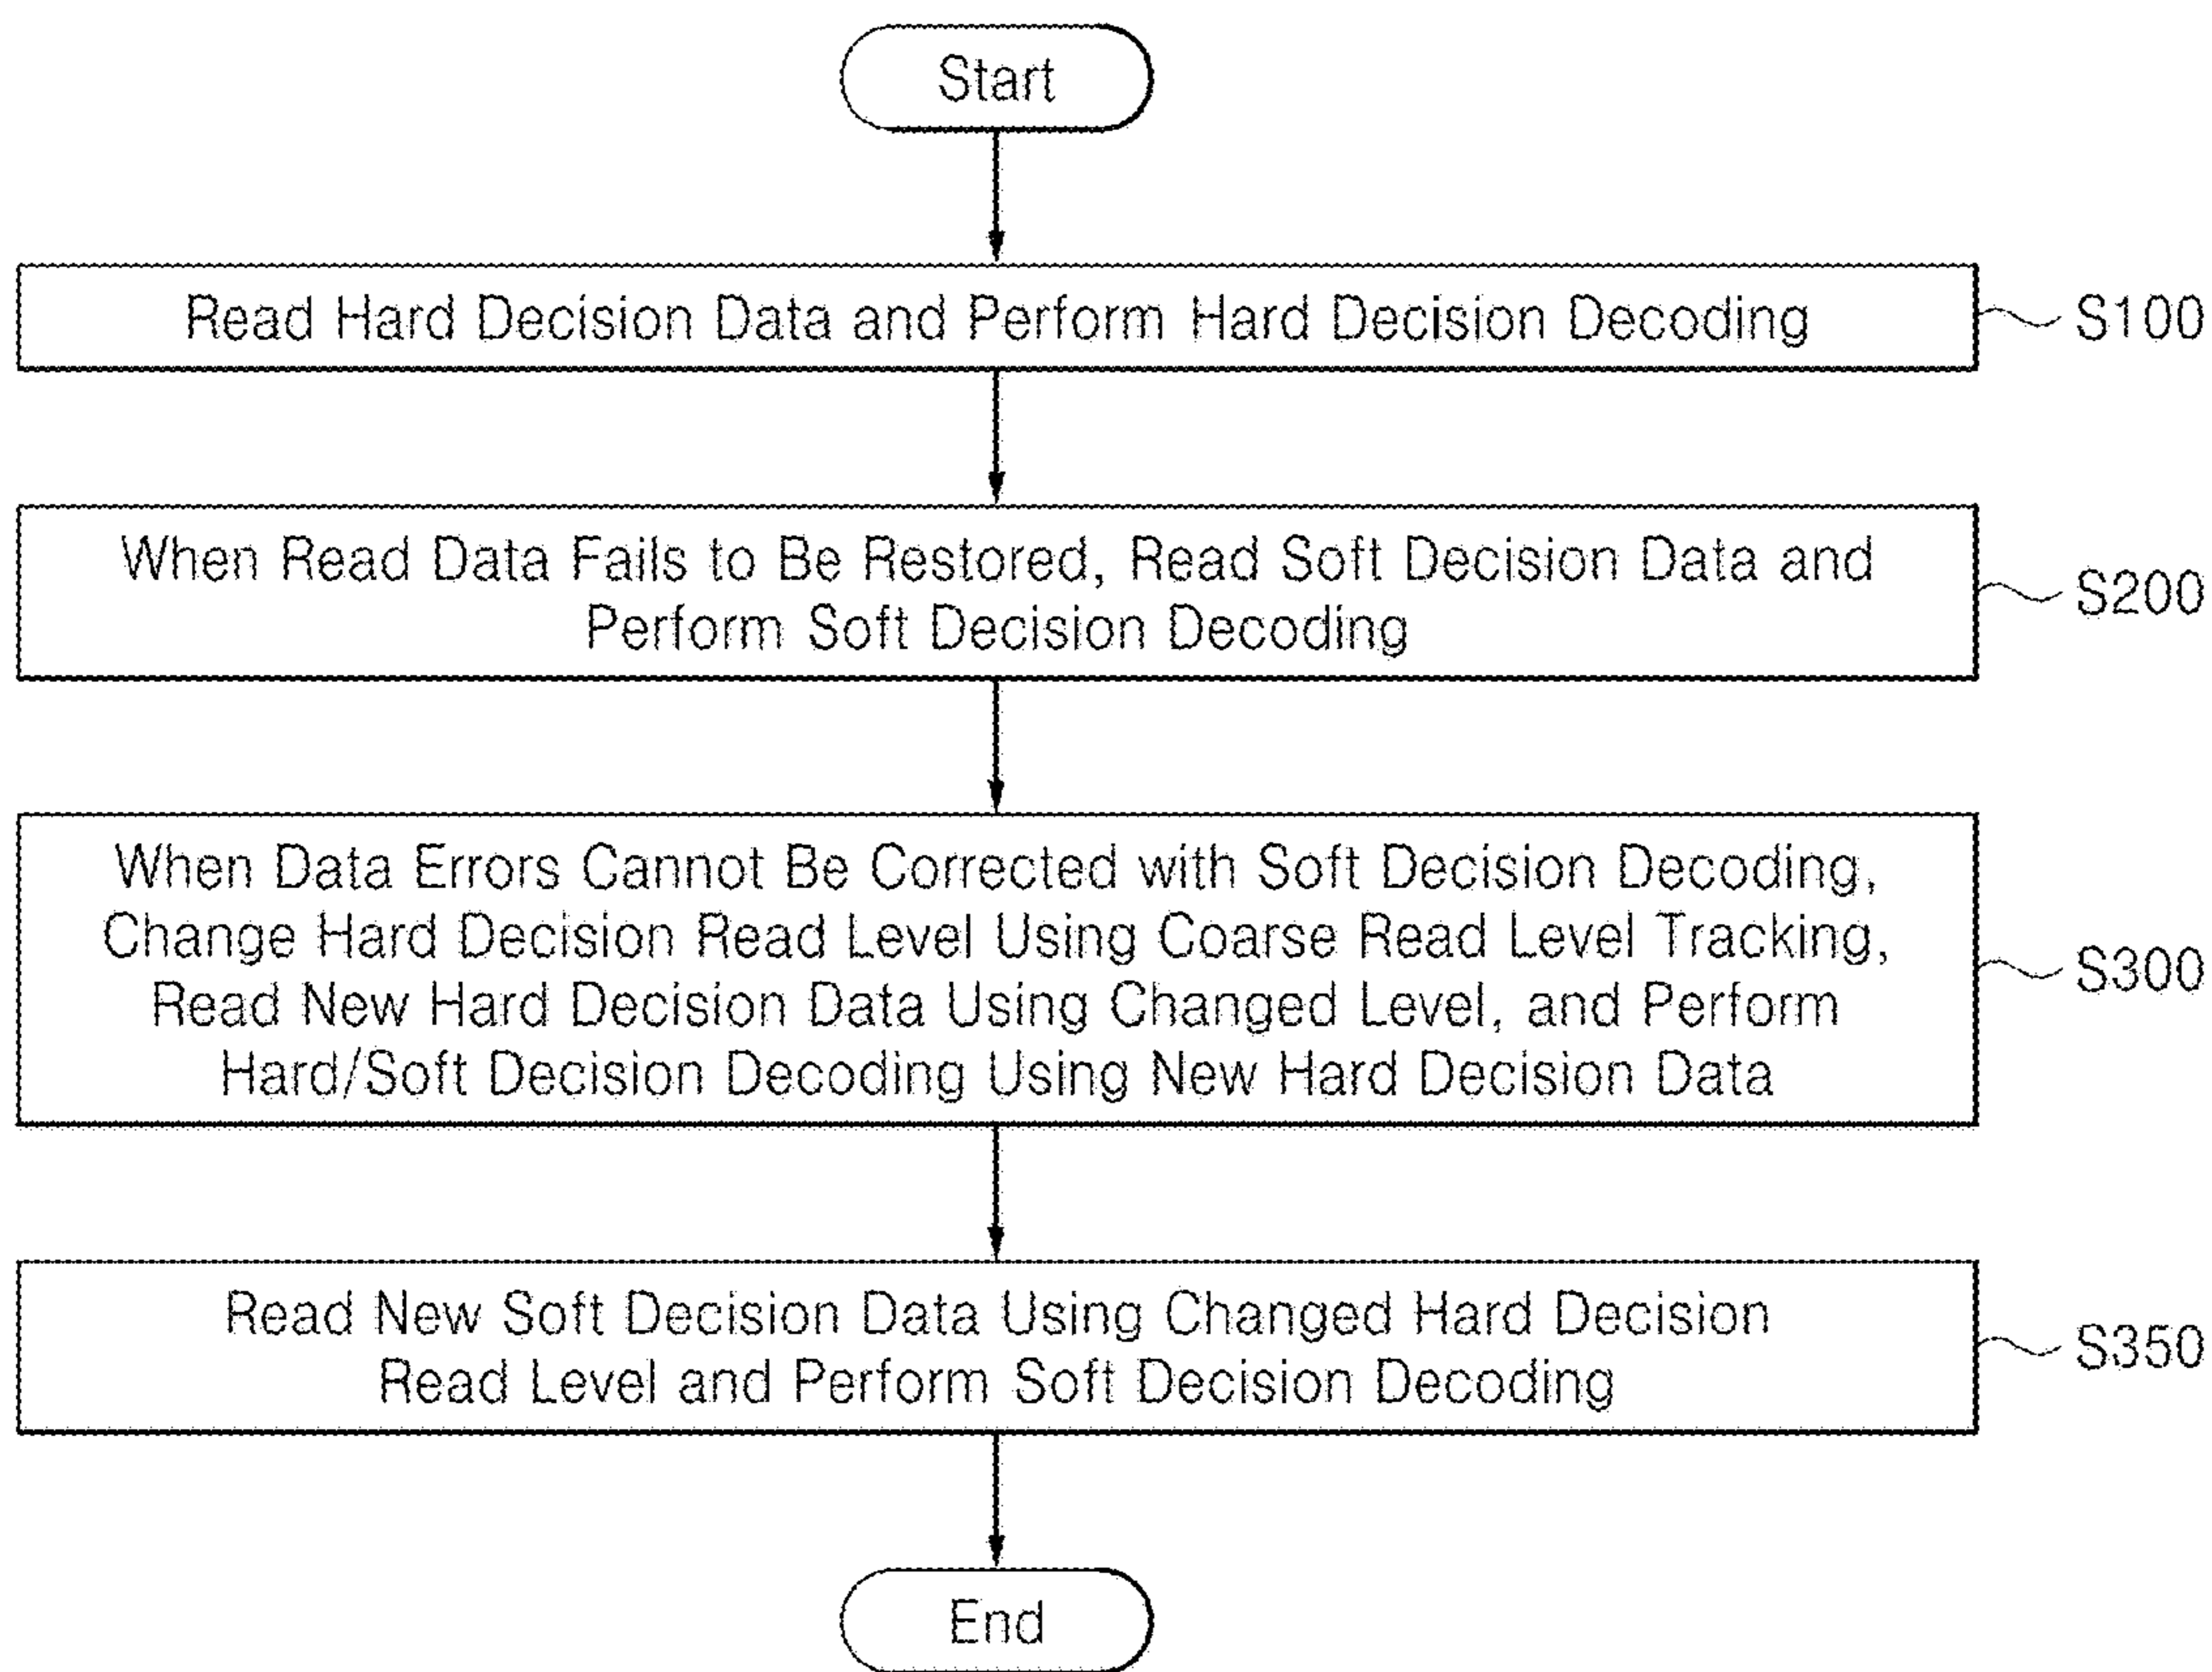 Start
Read Hard Decision Data and Perform Hard Decision Decoding
S100
When Read Data Fails to Be Restored, Read Soft Decision Data and
Perform Soft Decision Decoding
S200
When Data Errors Cannot Be Corrected with Soft Decision Decoding,
Change Hard Decision Read Level Using Coarse Read Level Tracking,
Read New Hard Decision Data Using Changed Level, and Perform
Hard/Soft Decision Decoding Using New Hard Decision Data
S300
Read New Soft Decision Data Using Changed Hard Decision
Read Level and Perform Soft Decision Decoding
S350
End